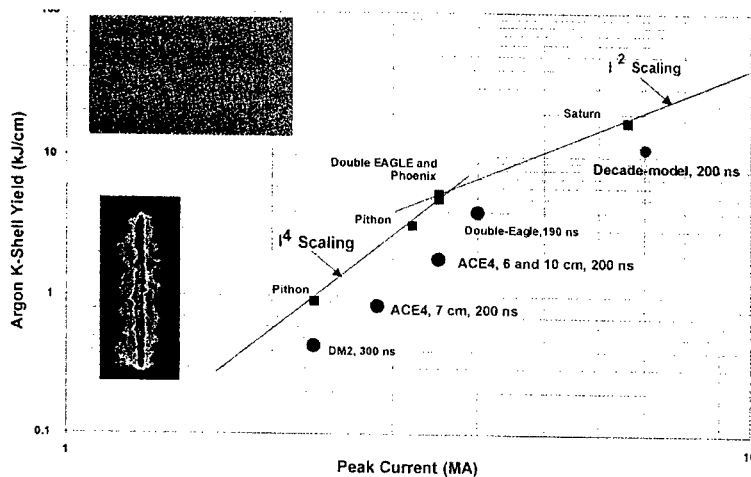 100
I² Scaling
Saturn
10
Double EAGLE and
Phoenix
Decade-model, 200 ns
Pithon
Double-Eagle,190 ns
I⁴ Scaling
ACE4, 6 and 10 cm, 200 ns
Pithon
1
ACE4, 7 cm, 200 ns
DM2, 300 ns
0.1
1
Peak Current (MA)
Argon K-Shell Yield (kJ/cm)